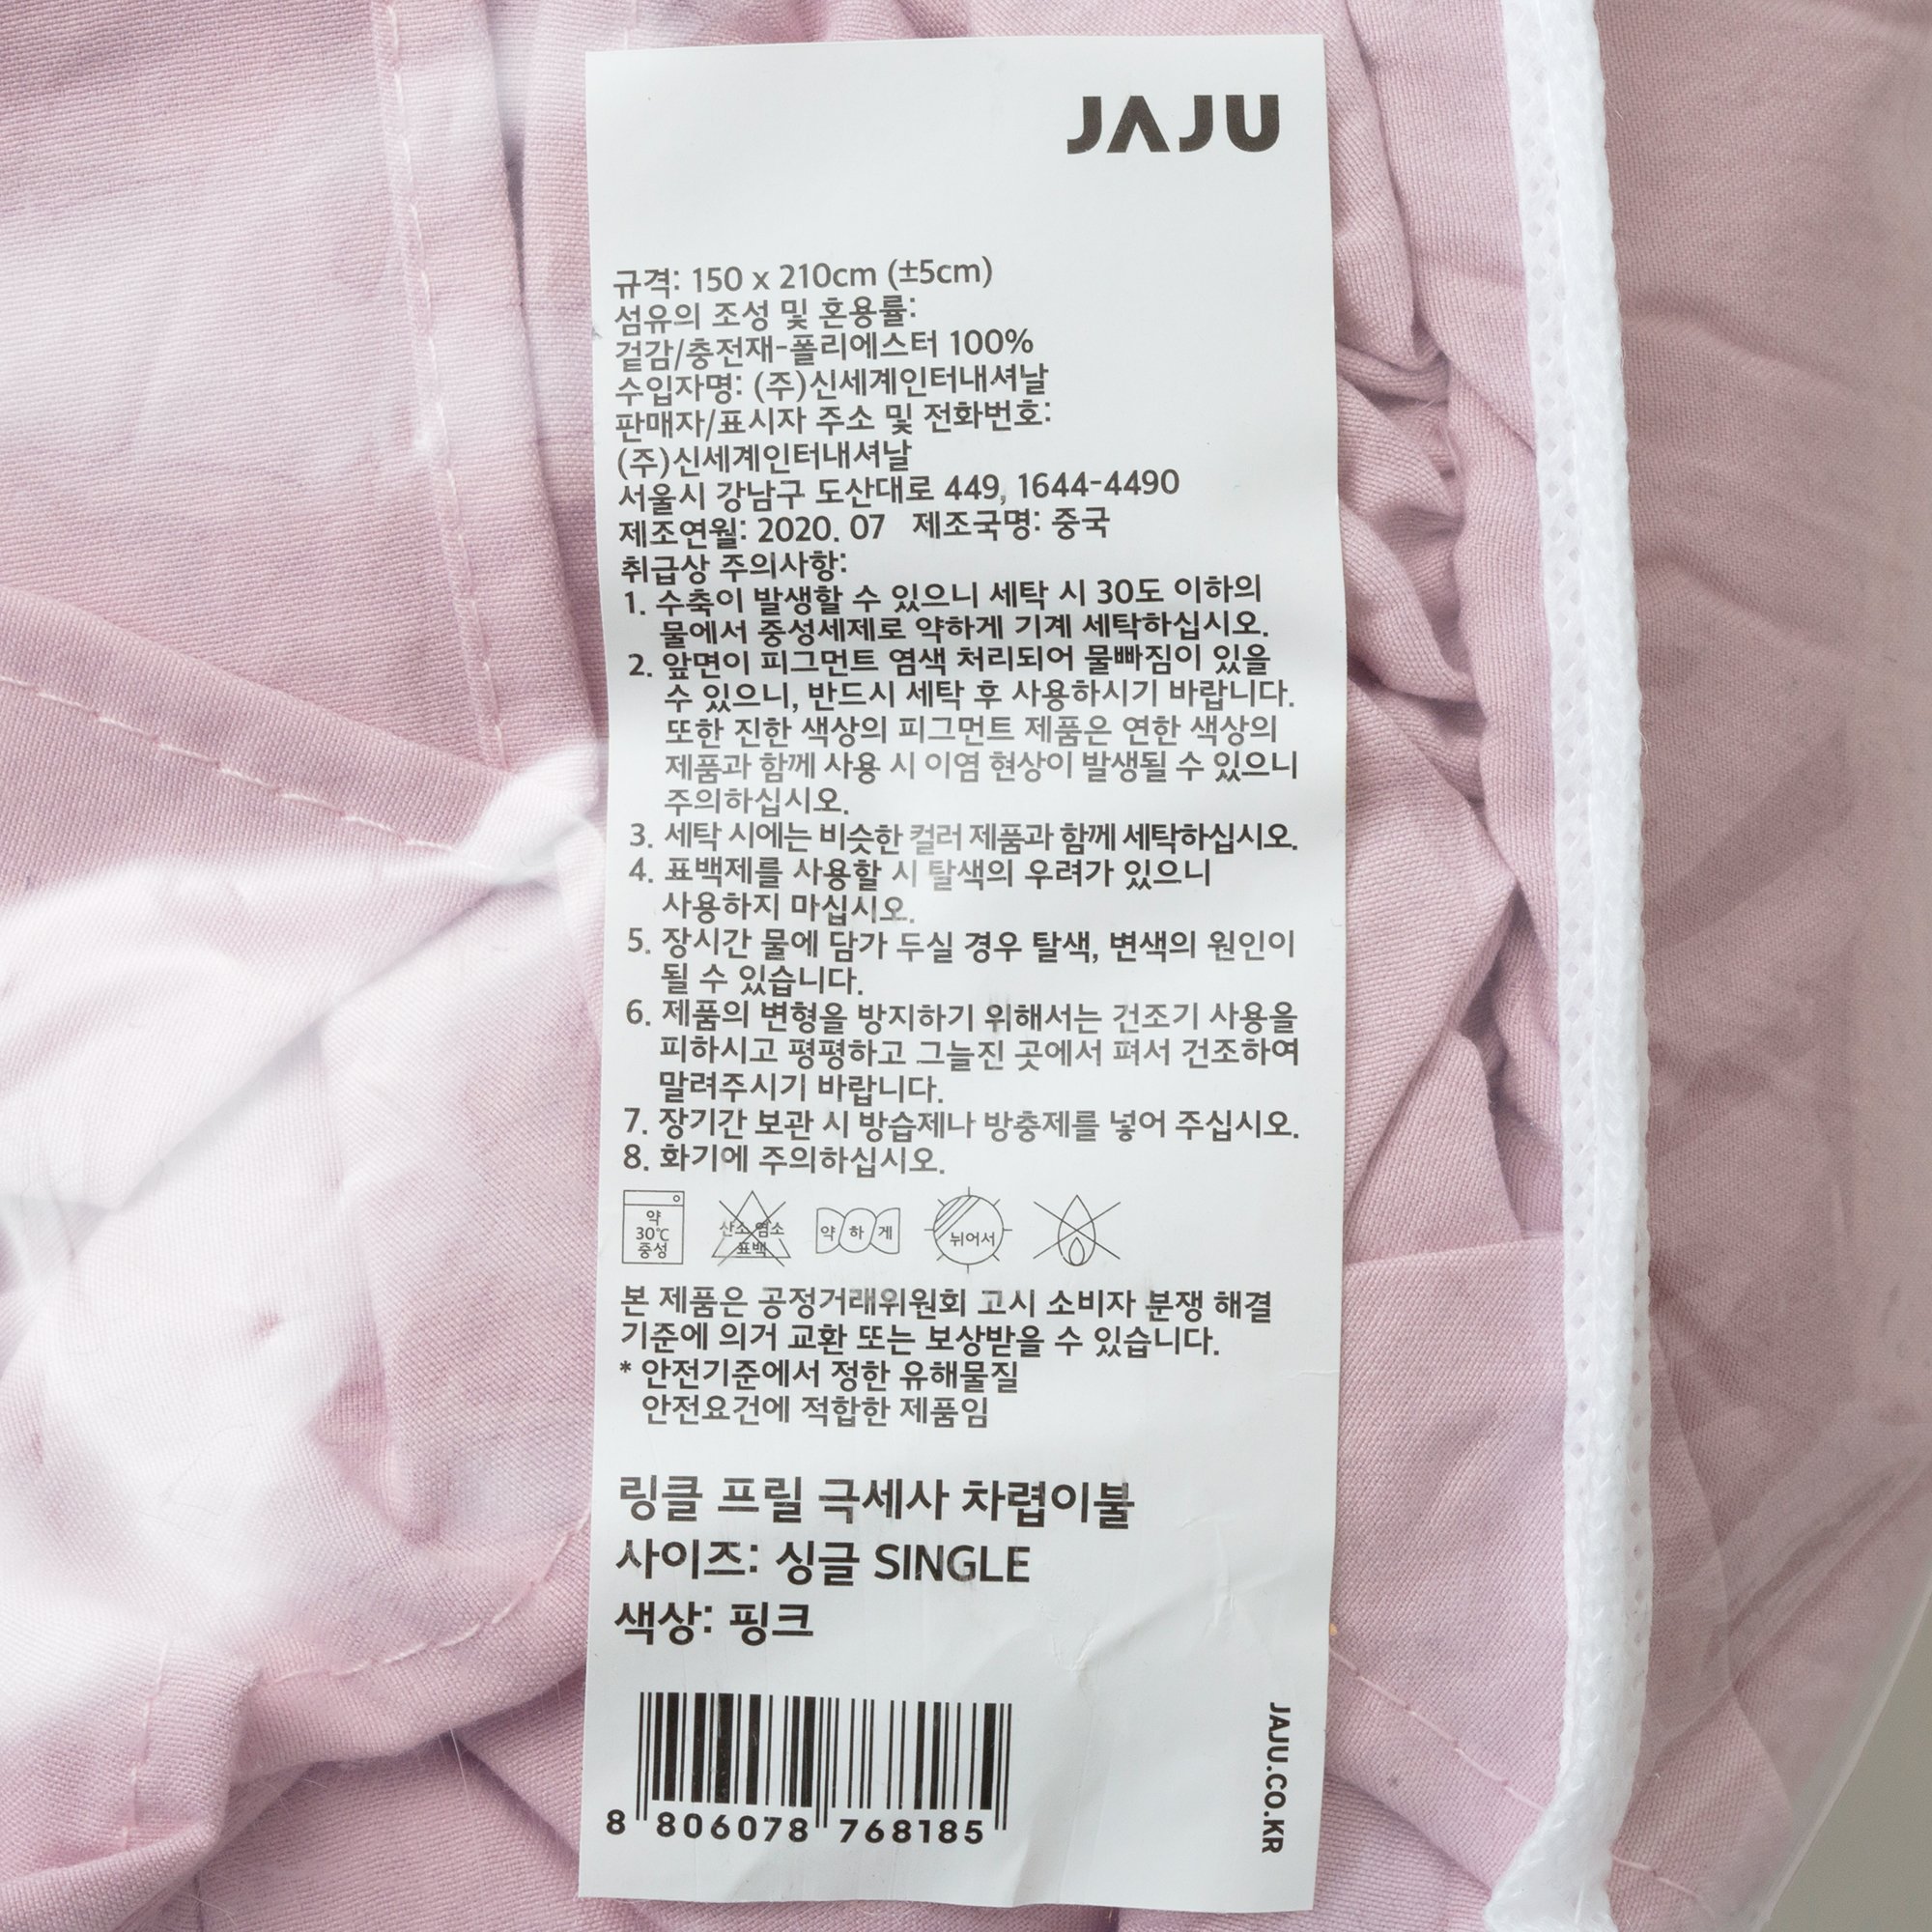 JAJU
규격: 150 x 210cm (±5cm)
섬유의 조성 및 혼용률:
겉감/충전재-폴리에스터 100%
수입자명: (주)신세계인터내셔날
판매자/표시자 주소 및 전화번호:
(주)신세계인터내셔날
서울시 강남구 도산대로 449, 1644-4490
제조연월: 2020. 07 제조국명: 중국
취급상 주의사항:
1. 수축이 발생할 수 있으니 세탁 시 30도 이하의
물에서 중성세제로 약하게 기계 세탁하십시오.
2. 앞면이 피그먼트 염색 처리되어 물빠짐이 있을
수 있으니, 반드시 세탁 후 사용하시기 바랍니다.
또한 진한 색상의 피그먼트 제품은 연한 색상의
제품과 함께 사용 시 이염 현상이 발생될 수 있으니
주의하십시오.
3. 세탁 시에는 비슷한 컬러 제품과 함께 세탁하십시오.
4. 표백제를 사용할 시 탈색의 우려가 있으니
사용하지 마십시오.
5. 장시간 물에 담가 두실 경우 탈색, 변색의 원인이
될 수 있습니다.
6. 제품의 변형을 방지하기 위해서는 건조기 사용을
피하시고 평평하고 그늘진 곳에서 펴서 건조하여
말려주시기 바랍니다.
7. 장기간 보관 시 방습제나 방충제를 넣어 주십시오.
8. 화기에 주의하십시오.
약 30℃ 중성
산소 염소 표백
약하게
뉘어서
본 제품은 공정거래위원회 고시 소비자 분쟁 해결
기준에 의거 교환 또는 보상받을 수 있습니다.
* 안전기준에서 정한 유해물질
안전요건에 적합한 제품임
링클 프릴 극세사 차렵이불
사이즈: 싱글 SINGLE
색상: 핑크
8 806078 768185
JAJU.CO.KR